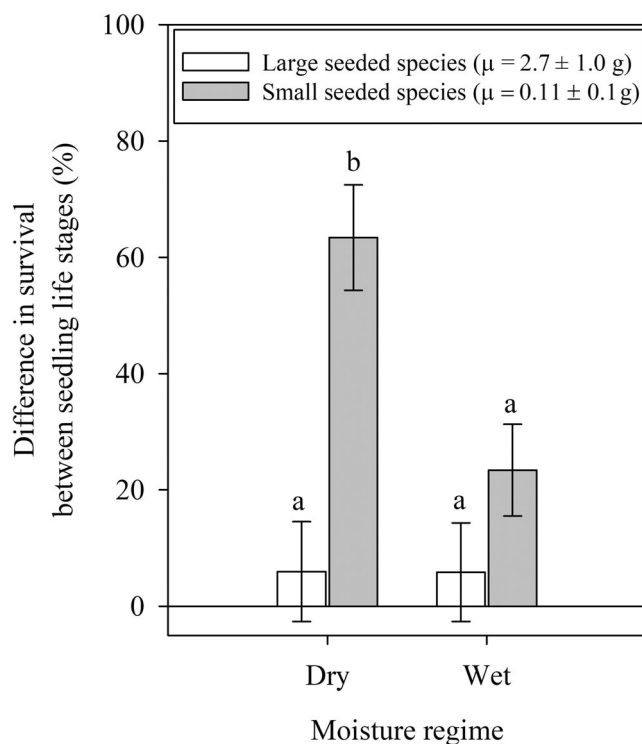 100
80
60
40
20
0
Difference in survival
between seedling life stages (%)
Large seeded species (μ = 2.7 ± 1.0 g)
Small seeded species (μ = 0.11 ± 0.1 g)
a
b
a
a
Dry
Wet
Moisture regime